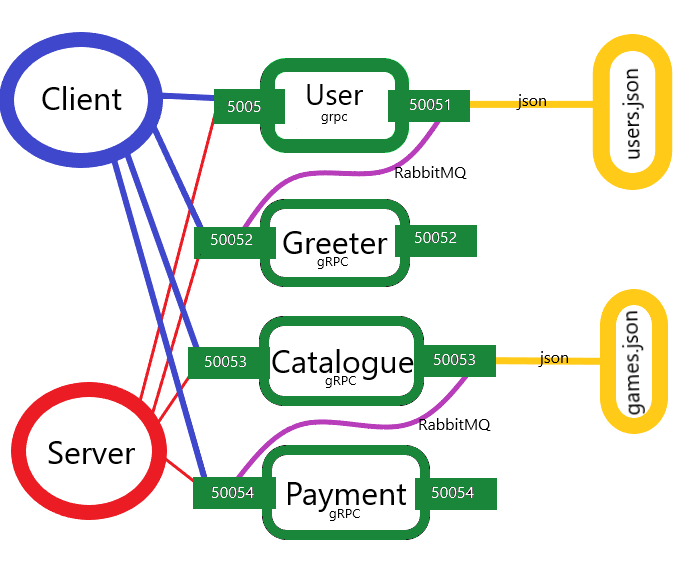 Client
5005
User
grpc
50051
json
users.json
RabbitMQ
50052
Greeter
gRPC
50052
50053
Catalogue
gRPC
50053
json
games.json
RabbitMQ
Server
50054
Payment
gRPC
50054